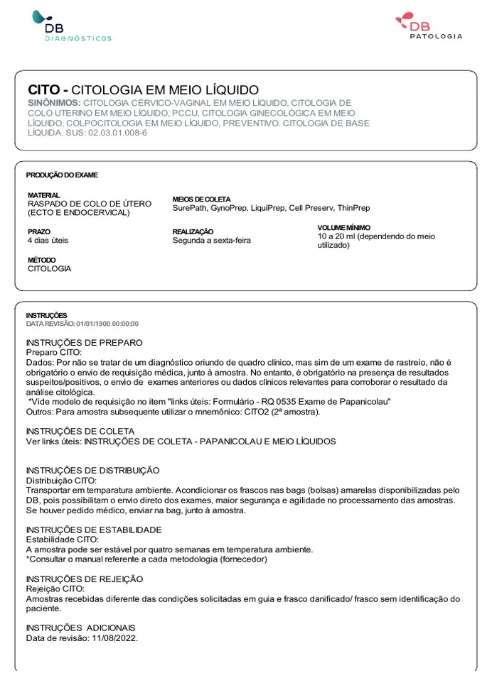 DB
DIAGNÓSTICOS
DB
PATOLOGIA
CITO - CITOLOGIA EM MEIO LÍQUIDO
SINÔNIMOS: CITOLOGIA CÉRVICO-VAGINAL EM MEIO LÍQUIDO, CITOLOGIA DE
COLO UTERINO EM MEIO LÍQUIDO, PCCU, CITOLOGIA GINECOLÓGICA EM MEIO
LÍQUIDO, COLPOCITOLOGIA EM MEIO LÍQUIDO, PREVENTIVO. CITOLOGIA DE BASE
LÍQUIDA. SUS: 02.03.01.008-6
PRODUÇÃO DO EXAME
MATERIAL
RASPADO DE COLO DE ÚTERO
(ECTO E ENDOCERVICAL)
MEIOS DE COLETA
SurePath, GynoPrep, LiquiPrep, Cell Preserv, ThinPrep
PRAZO
4 dias úteis
REALIZAÇÃO
Segunda a sexta-feira
VOLUME MÍNIMO
10 a 20 ml (dependendo do meio
utilizado)
MÉTODO
CITOLOGIA
INSTRUÇÕES
DATA REVISÃO: 01/01/1900 00:00:00
INSTRUÇÕES DE PREPARO
Preparo CITO:
Dados: Por não se tratar de um diagnóstico oriundo de quadro clínico, mas sim de um exame de rastreio, não é
obrigatório o envio de requisição médica, junto à amostra. No entanto, é obrigatório na presença de resultados
suspeitos/positivos, o envio de exames anteriores ou dados clínicos relevantes para corroborar o resultado da
análise citológica.
*Vide modelo de requisição no item "links úteis: Formulário - RQ 0535 Exame de Papanicolau"
Outros: Para amostra subsequente utilizar o mnemônico: CITO2 (2ª amostra).
INSTRUÇÕES DE COLETA
Ver links úteis: INSTRUÇÕES DE COLETA - PAPANICOLAU E MEIO LÍQUIDOS
INSTRUÇÕES DE DISTRIBUIÇÃO
Distribuição CITO:
Transportar em temparatura ambiente. Acondicionar os frascos nas bags (bolsas) amarelas disponibilizadas pelo
DB, pois possibilitam o envio direto dos exames, maior segurança e agilidade no processamento das amostras.
Se houver pedido médico, enviar na bag, junto à amostra.
INSTRUÇÕES DE ESTABILIDADE
Estabilidade CITO:
A amostra pode ser estável por quatro semanas em temperatura ambiente.
*Consultar o manual referente a cada metodologia (fornecedor)
INSTRUÇÕES DE REJEIÇÃO
Rejeição CITO:
Amostras recebidas diferente das condições solicitadas em guia e frasco danificado/ frasco sem identificação do
paciente.
INSTRUÇÕES ADICIONAIS
Data de revisão: 11/08/2022.